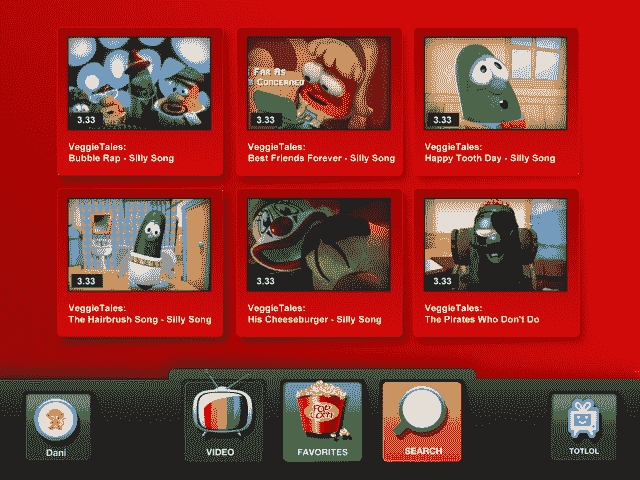 3.33
VeggieTales:
Bubble Rap - Silly Song
FAR AS
CONCERNED
3.33
VeggieTales:
Best Friends Forever - Silly Song
3.33
VeggieTales:
Happy Tooth Day - Silly Song
3.33
VeggieTales:
The Hairbrush Song - Silly Song
3.33
VeggieTales:
His Cheeseburger - Silly Song
3.33
VeggieTales:
The Pirates Who Don't Do
Dani
VIDEO
FAVORITES
SEARCH
TOTLOL